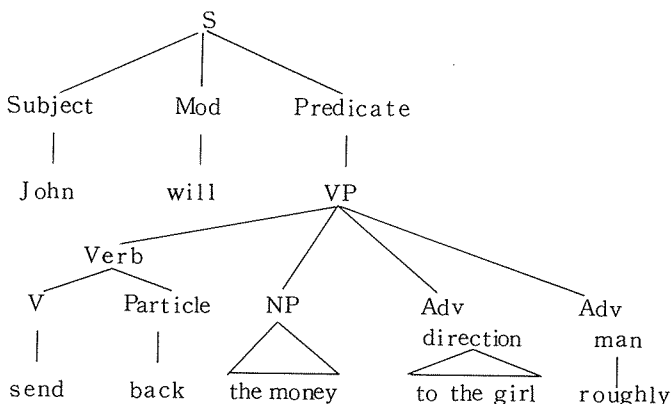 S
Subject Mod Predicate
John will VP
Verb
V Particle NP Adv Adv
direction man
send back the money to the girl roughly